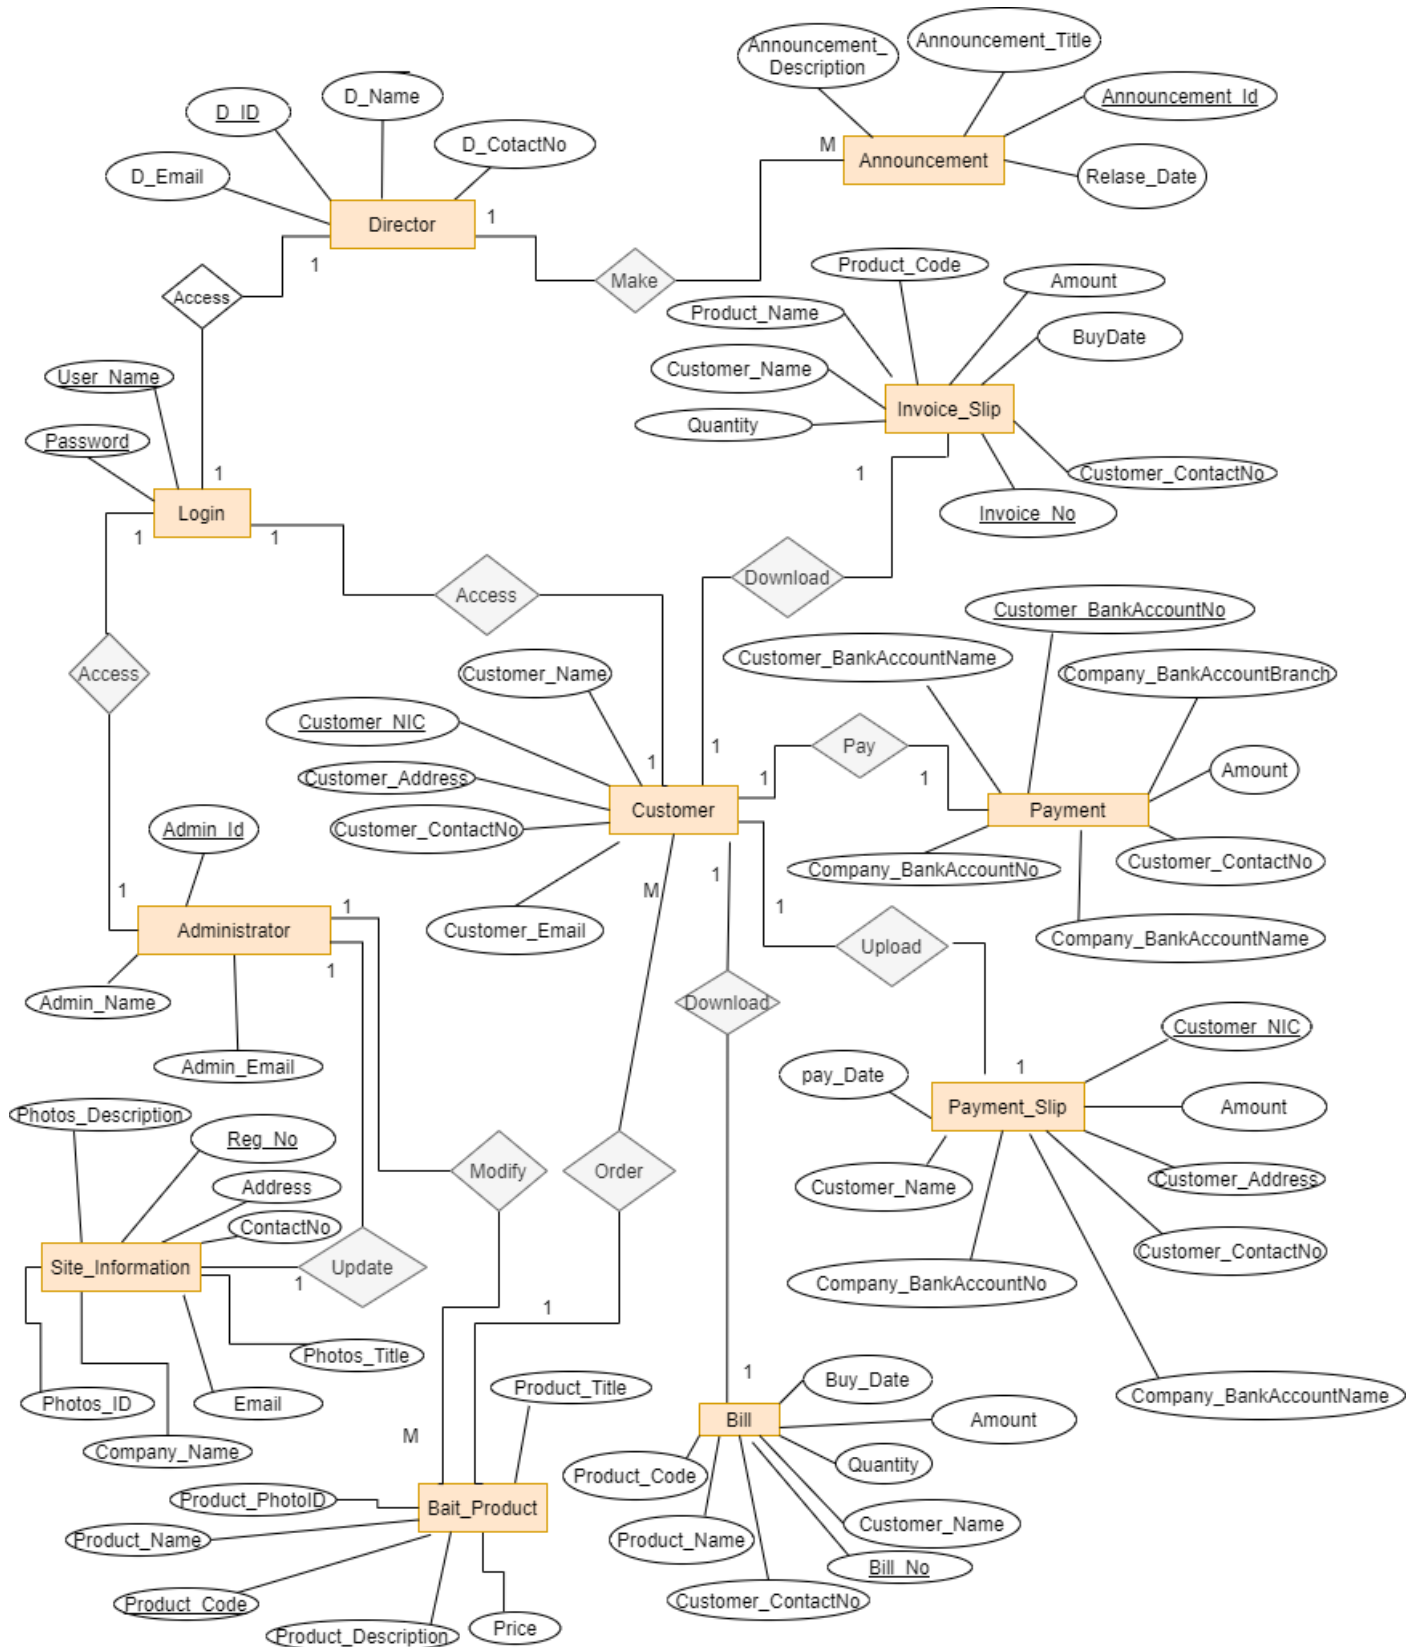 Announcement_
Description
Announcement_Title
Announcement_Id
D_Name
D_ID
D_CotactNo
D_Email
M
Announcement
Relase_Date
Director
1
1
Make
Access
Product_Code
Amount
Product_Name
BuyDate
Customer_Name
Invoice_Slip
Quantity
User_Name
Password
1
1
Customer_ContactNo
Invoice_No
Login
1
1
Download
Access
Customer_BankAccountNo
Customer_BankAccountName
Company_BankAccountBranch
Access
Customer_Name
Customer_NIC
1
1
Pay
Customer_Address
1
1
Amount
Customer
Payment
Customer_ContactNo
Admin_Id
Company_BankAccountNo
Customer_ContactNo
1
M
1
1
1
Administrator
Customer_Email
Company_BankAccountName
Upload
1
Admin_Name
Download
Customer_NIC
Admin_Email
pay_Date
1
Photos_Description
Payment_Slip
Amount
Reg_No
Modify
Order
Address
Customer_Name
Customer_Address
ContactNo
Customer_ContactNo
Site_Information
1
Update
Company_BankAccountNo
1
Photos_Title
Product_Title
1
Buy_Date
Company_BankAccountName
Photos_ID
Email
Bill
Amount
M
Company_Name
Product_Code
Quantity
Product_PhotoID
Bait_Product
Product_Name
Product_Name
Customer_Name
Bill_No
Product_Code
Customer_ContactNo
Product_Description
Price